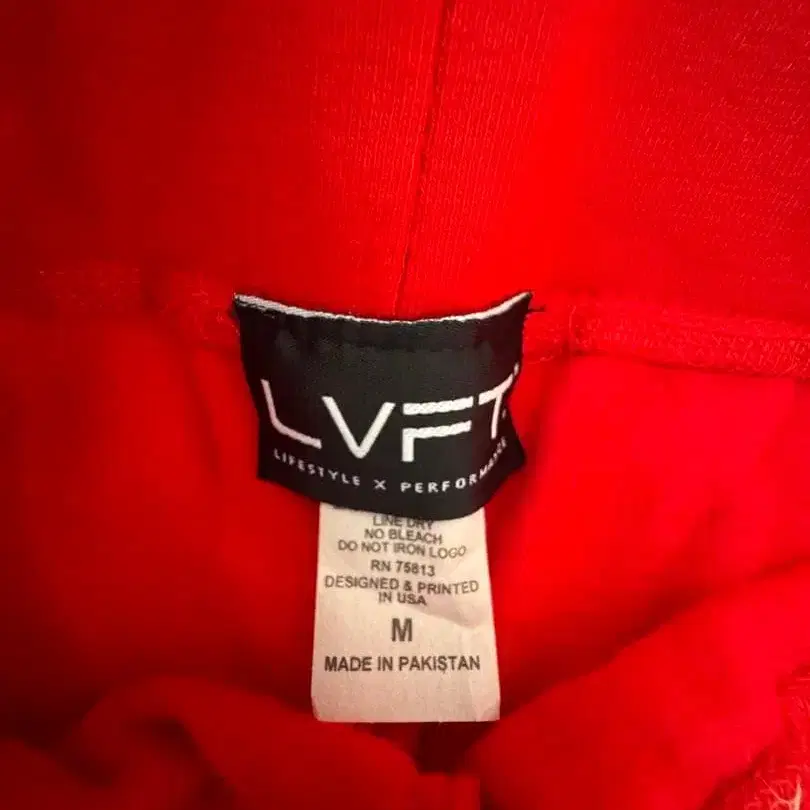 LVFT.
LIFESTYLE X PERFORMANCE
LINE DRY
NO BLEACH
DO NOT IRON LOGO
RN 75813
DESIGNED & PRINTED
IN USA
M
MADE IN PAKISTAN